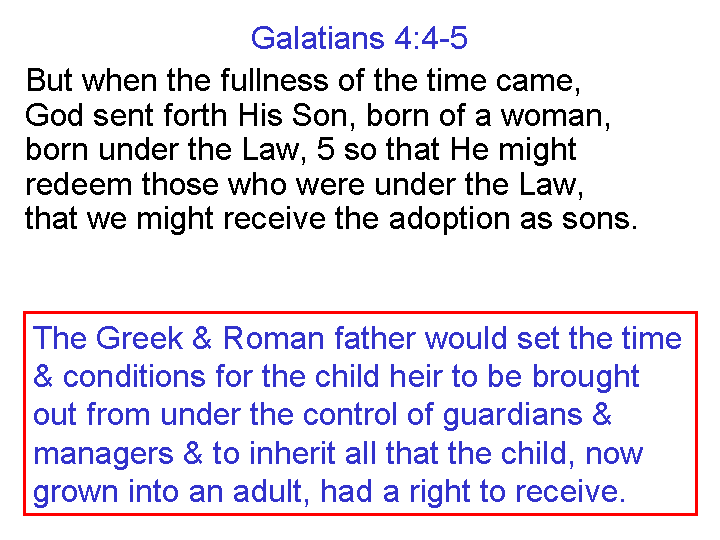 Galatians 4:4-5
But when the fullness of the time came,
God sent forth His Son, born of a woman,
born under the Law, 5 so that He might
redeem those who were under the Law,
that we might receive the adoption as sons.
The Greek & Roman father would set the time
& conditions for the child heir to be brought
out from under the control of guardians &
managers & to inherit all that the child, now
grown into an adult, had a right to receive.